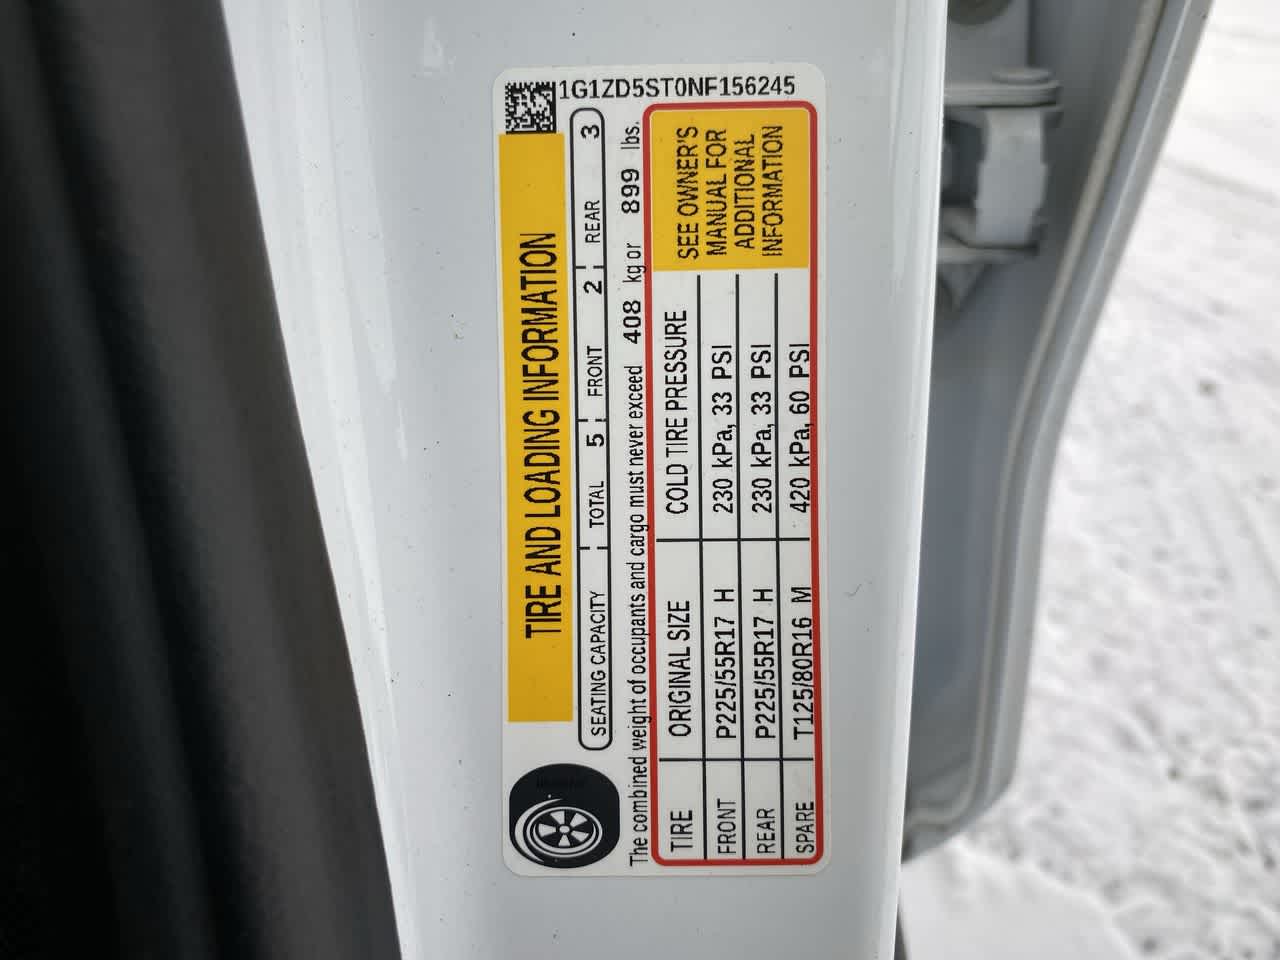 1G1ZD5ST0NF156245
TIRE AND LOADING INFORMATION
SEATING CAPACITY TOTAL 5 FRONT 2 REAR 3
The combined weight of occupants and cargo must never exceed 408 kg or 899 lbs.
TIRE ORIGINAL SIZE COLD TIRE PRESSURE
FRONT P225/55R17 H 230 kPa, 33 PSI
REAR P225/55R17 H 230 kPa, 33 PSI
SPARE T125/80R16 M 420 kPa, 60 PSI
SEE OWNER'S
MANUAL FOR
ADDITIONAL
INFORMATION